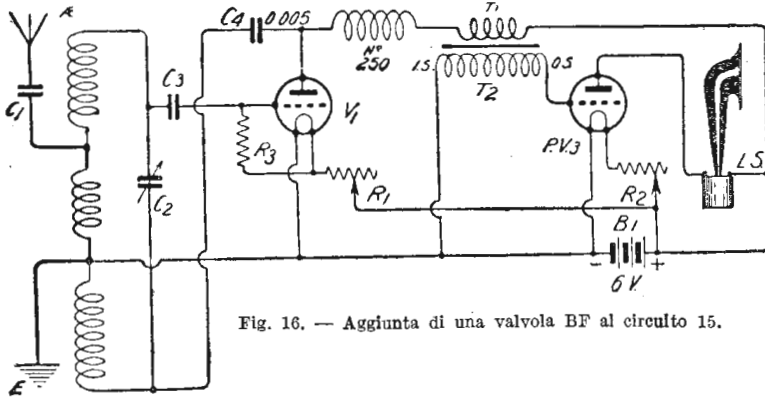 Æ
C4 0.005
T1
Nº
250
I.S.
O.S.
T2
C1
C3
V1
P.V.3
R3
C2
R1
R2
L.S.
B1
- +
6 V.
E
Fig. 16. — Aggiunta di una valvola BF al circuito 15.